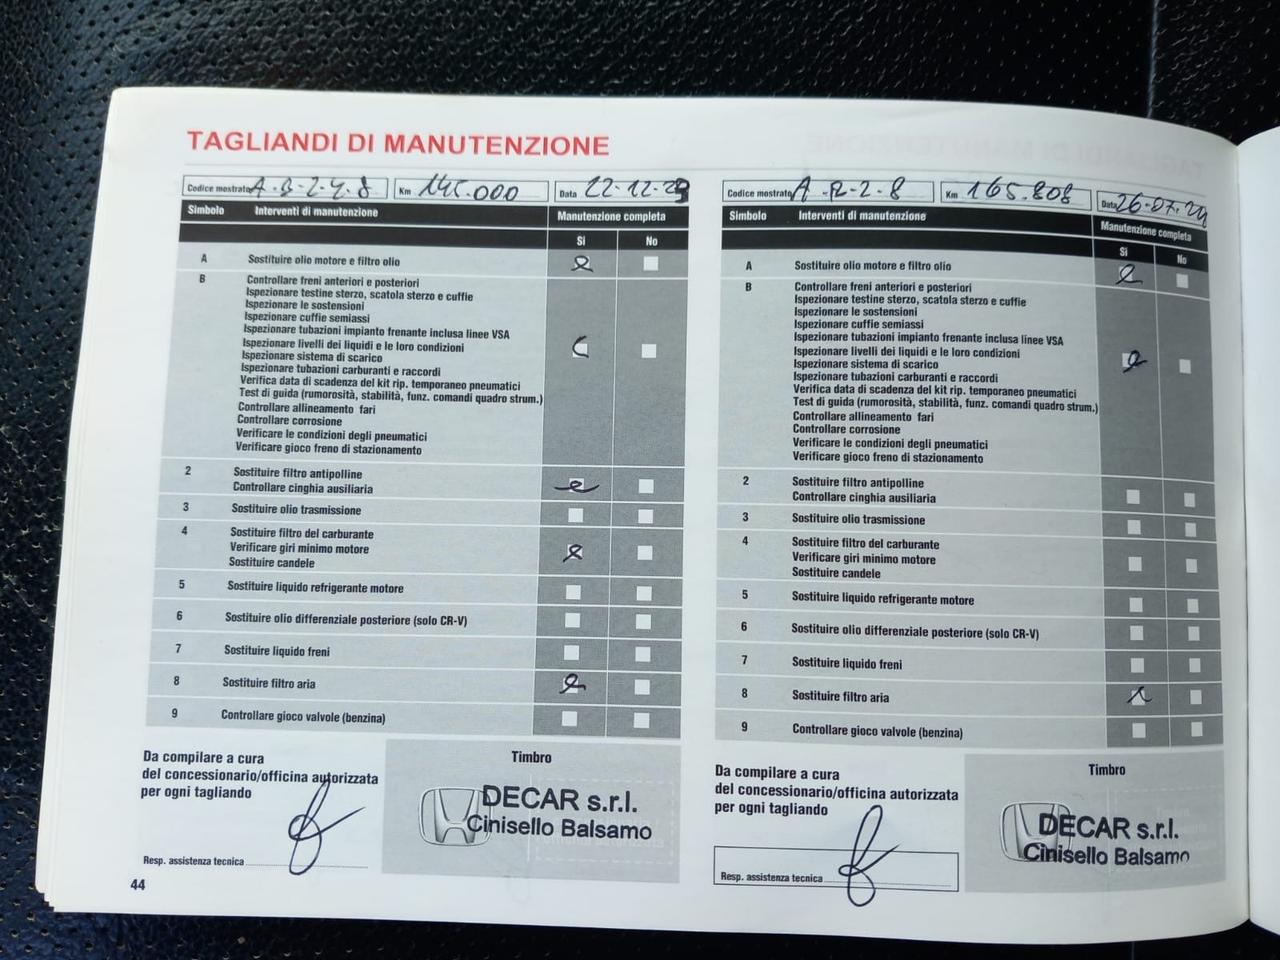 TAGLIANDI DI MANUTENZIONE
Codice mostrato A-B-2-4-8 Km 145.000 Data 22-12-23
Simbolo Interventi di manutenzione Manutenzione completa
Si No
A Sostituire olio motore e filtro olio
B Controllare freni anteriori e posteriori
Ispezionare testine sterzo, scatola sterzo e cuffie
Ispezionare le sostensioni
Ispezionare cuffie semiassi
Ispezionare tubazioni impianto frenante inclusa linee VSA
Ispezionare livelli dei liquidi e le loro condizioni
Ispezionare sistema di scarico
Ispezionare tubazioni carburanti e raccordi
Verifica data di scadenza del kit rip. temporaneo pneumatici
Test di guida (rumorosità, stabilità, funz. comandi quadro strum.)
Controllare allineamento fari
Controllare corrosione
Verificare le condizioni degli pneumatici
Verificare gioco freno di stazionamento
2 Sostituire filtro antipolline
Controllare cinghia ausiliaria
3 Sostituire olio trasmissione
4 Sostituire filtro del carburante
Verificare giri minimo motore
Sostituire candele
5 Sostituire liquido refrigerante motore
6 Sostituire olio differenziale posteriore (solo CR-V)
7 Sostituire liquido freni
8 Sostituire filtro aria
9 Controllare gioco valvole (benzina)
Da compilare a cura
del concessionario/officina autorizzata
per ogni tagliando
Timbro
DECAR s.r.l.
Cinisello Balsamo
Resp. assistenza tecnica
44
Codice mostrato Km 165.808 Data 26-07-
Simbolo Interventi di manutenzione Manutenzione completa
Si No
A Sostituire olio motore e filtro olio
B Controllare freni anteriori e posteriori
Ispezionare testine sterzo, scatola sterzo e cuffie
Ispezionare le sostensioni
Ispezionare cuffie semiassi
Ispezionare tubazioni impianto frenante inclusa linee VSA
Ispezionare livelli dei liquidi e le loro condizioni
Ispezionare sistema di scarico
Ispezionare tubazioni carburanti e raccordi
Verifica data di scadenza del kit rip. temporaneo pneumatici
Test di guida (rumorosità, stabilità, funz. comandi quadro strum.)
Controllare allineamento fari
Controllare corrosione
Verificare le condizioni degli pneumatici
Verificare gioco freno di stazionamento
2 Sostituire filtro antipolline
Controllare cinghia ausiliaria
3 Sostituire olio trasmissione
4 Sostituire filtro del carburante
Verificare giri minimo motore
Sostituire candele
5 Sostituire liquido refrigerante motore
6 Sostituire olio differenziale posteriore (solo CR-V)
7 Sostituire liquido freni
8 Sostituire filtro aria
9 Controllare gioco valvole (benzina)
Da compilare a cura
del concessionario/officina autorizzata
per ogni tagliando
Timbro
DECAR s.r.l.
Cinisello Balsamo
Resp. assistenza tecnica